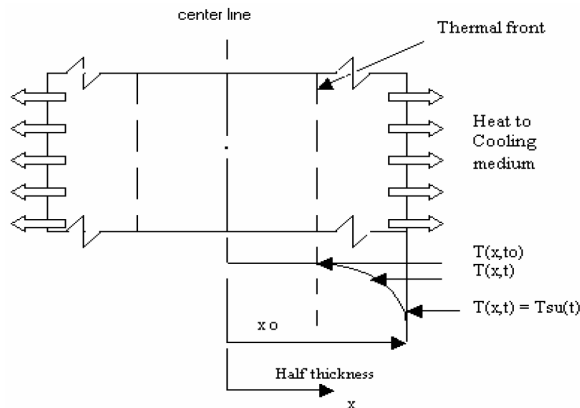 center line
Thermal front
Heat to
Cooling
medium
T(x,to)
T(x,t)
T(x,t) = Tsu(t)
x o
Half thickness
x